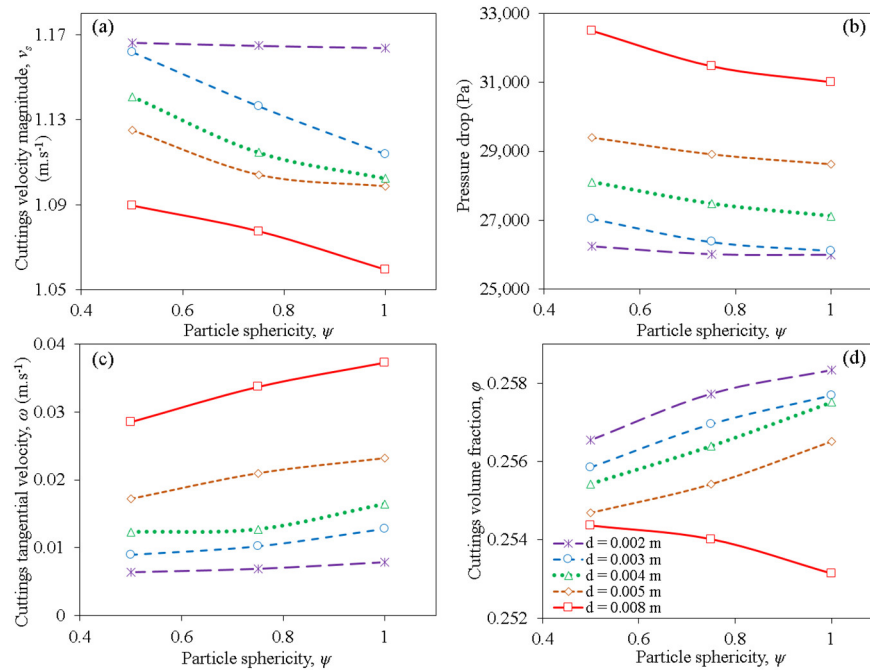 (a)
Cuttings velocity magnitude, v_s
(m.s⁻¹)
1.17
1.13
1.09
1.05
0.4 0.6 0.8 1
Particle sphericity, ψ
(b)
Pressure drop (Pa)
33,000
31,000
29,000
27,000
25,000
0.4 0.6 0.8 1
Particle sphericity, ψ
(c)
Cuttings tangential velocity, ω (m.s⁻¹)
0.04
0.03
0.02
0.01
0
0.4 0.6 0.8 1
Particle sphericity, ψ
(d)
Cuttings volume fraction, φ
0.258
0.256
0.254
0.252
d = 0.002 m
d = 0.003 m
d = 0.004 m
d = 0.005 m
d = 0.008 m
0.4 0.6 0.8 1
Particle sphericity, ψ